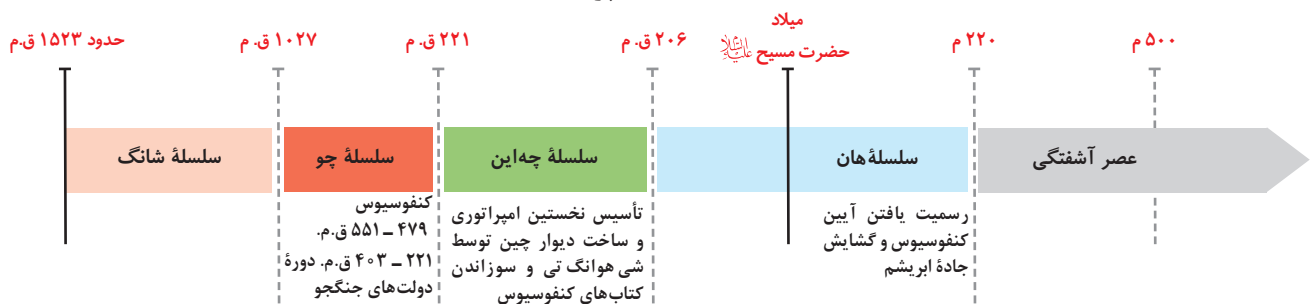 حدود ۱۵۲۳ ق.م
۱۰۲۷ ق. م
۲۲۱ ق. م
۲۰۶ ق. م
میلاد
حضرت مسیح علیه‌السلام
۲۲۰ م
۵۰۰ م
سلسلهٔ شانگ
سلسلهٔ چو
سلسلهٔ چه‌این
سلسلهٔ هان
عصر آشفتگی
کنفوسیوس
۴۷۹ ـ ۵۵۱ ق.م.
۲۲۱ ـ ۴۰۳ ق.م. دورهٔ
دولت‌های جنگجو
تأسیس نخستین امپراتوری
و ساخت دیوار چین توسط
شی هوانگ تی و سوزاندن
کتاب‌های کنفوسیوس
رسمیت یافتن آیین
کنفوسیوس و گشایش
جادهٔ ابریشم